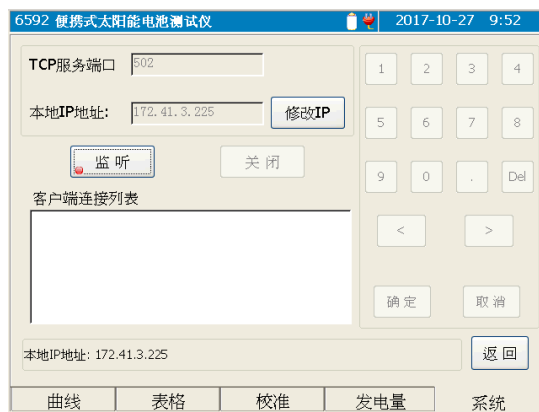 6592 便携式太阳能电池测试仪 2017-10-27 9:52
TCP服务端口 502
本地IP地址: 172.41.3.225 修改IP
监 听 关 闭
客户端连接列表
1 2 3 4
5 6 7 8
9 0 . Del
< >
确 定 取 消
本地IP地址: 172.41.3.225 返 回
曲线 表格 校准 发电量 系统